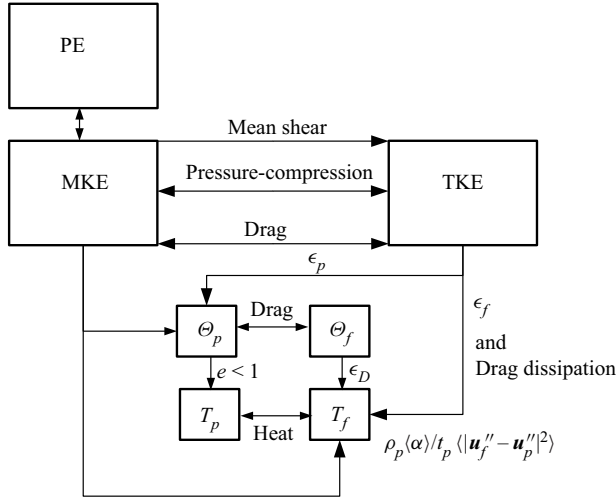 PE
Mean shear
MKE
Pressure-compression
TKE
Drag
ϵ_p
Θ_p
Drag
Θ_f
ϵ_f
and
Drag dissipation
e < 1
ϵ_D
T_p
Heat
T_f
ρ_p⟨α⟩/t_p ⟨|u_f′′ − u_p′′|²⟩